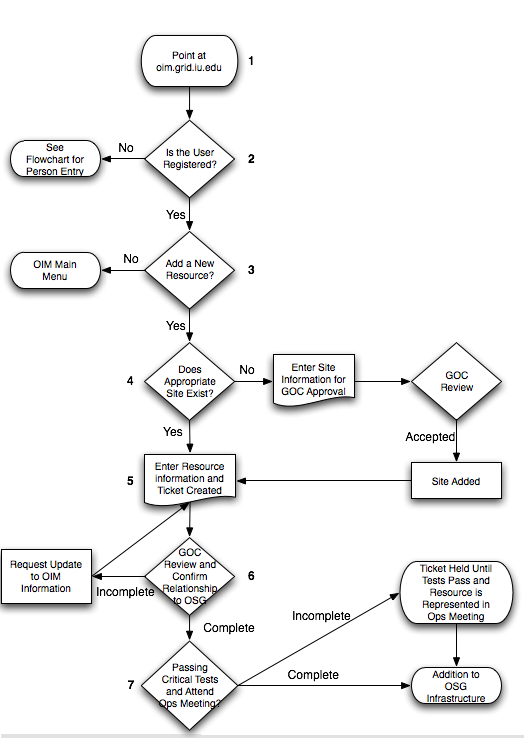 Point at
oim.grid.iu.edu
1
Is the User
Registered?
2
No
See
Flowchart for
Person Entry
Yes
Add a New
Resource?
3
No
OIM Main
Menu
Yes
4
Does
Appropriate
Site Exist?
No
Enter Site
Information for
GOC Approval
GOC
Review
Yes
Accepted
5
Enter Resource
information and
Ticket Created
Site Added
GOC
Review and
Confirm
Relationship
to OSG
6
Request Update
to OIM
Information
Incomplete
Complete
7
Passing
Critical Tests
and Attend
Ops Meeting?
Incomplete
Ticket Held Until
Tests Pass and
Resource is
Represented in
Ops Meeting
Complete
Addition to
OSG
Infrastructure